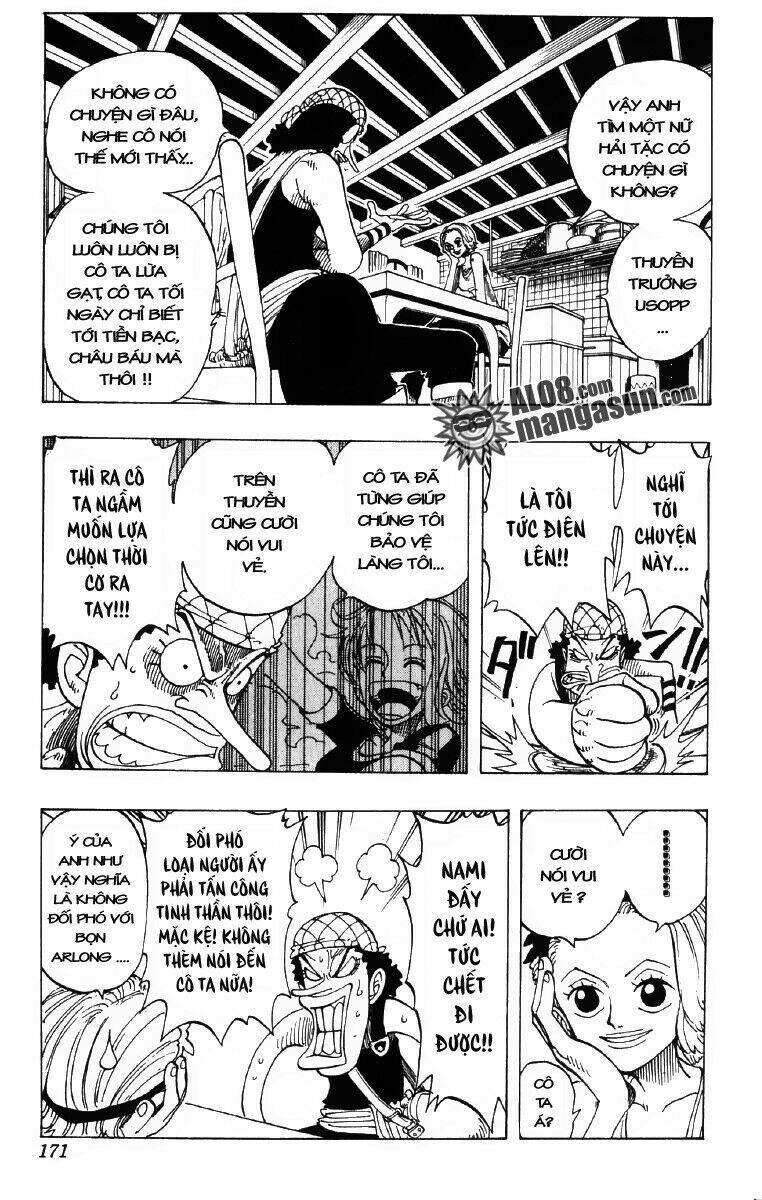 VẬY ANH
TÌM MỘT NỮ
HẢI TẶC CÓ
CHUYỆN GÌ
KHÔNG?
THUYỀN
TRƯỞNG
USOPP
...
KHÔNG CÓ
CHUYỆN GÌ ĐÂU,
NGHE CÔ NÓI
THẾ MỚI THẤY..
CHÚNG TÔI
LUÔN LUÔN BỊ
CÔ TA LỪA
GẠT, CÔ TA TỐI
NGÀY CHỈ BIẾT
TỚI TIỀN BẠC,
CHÂU BÁU MÀ
THÔI !!
ALO8.com
mangasun.com
NGHĨ
TỚI
CHUYỆN
NÀY...
LÀ TÔI
TỨC ĐIÊN
LÊN!!
ダン!!
CÔ TA ĐÃ
TỪNG GIÚP
CHÚNG TÔI
BẢO VỆ
LÀNG TÔI...
TRÊN
THUYỀN
CŨNG CƯỜI
NÓI VUI
VẺ.
THÌ RA CÔ
TA NGẦM
MUỐN LỰA
CHỌN THỜI
CƠ RA
TAY!!!
.........
CƯỜI
NÓI VUI
VẺ ?
CÔ
TA
Á?
NAMI
ĐẤY
CHỨ AI!
TỨC
CHẾT
ĐI
ĐƯỢC!!
ĐỐI PHÓ
LOẠI NGƯỜI ẤY
PHẢI TẤN CÔNG
TINH THẦN THÔI!
MẶC KỆ! KHÔNG
THÈM NÓI ĐẾN
CÔ TA NỮA!
Ý CỦA
ANH NHƯ
VẬY NGHĨA
LÀ KHÔNG
ĐỐI PHÓ VỚI
BỌN
ARLONG ....
171